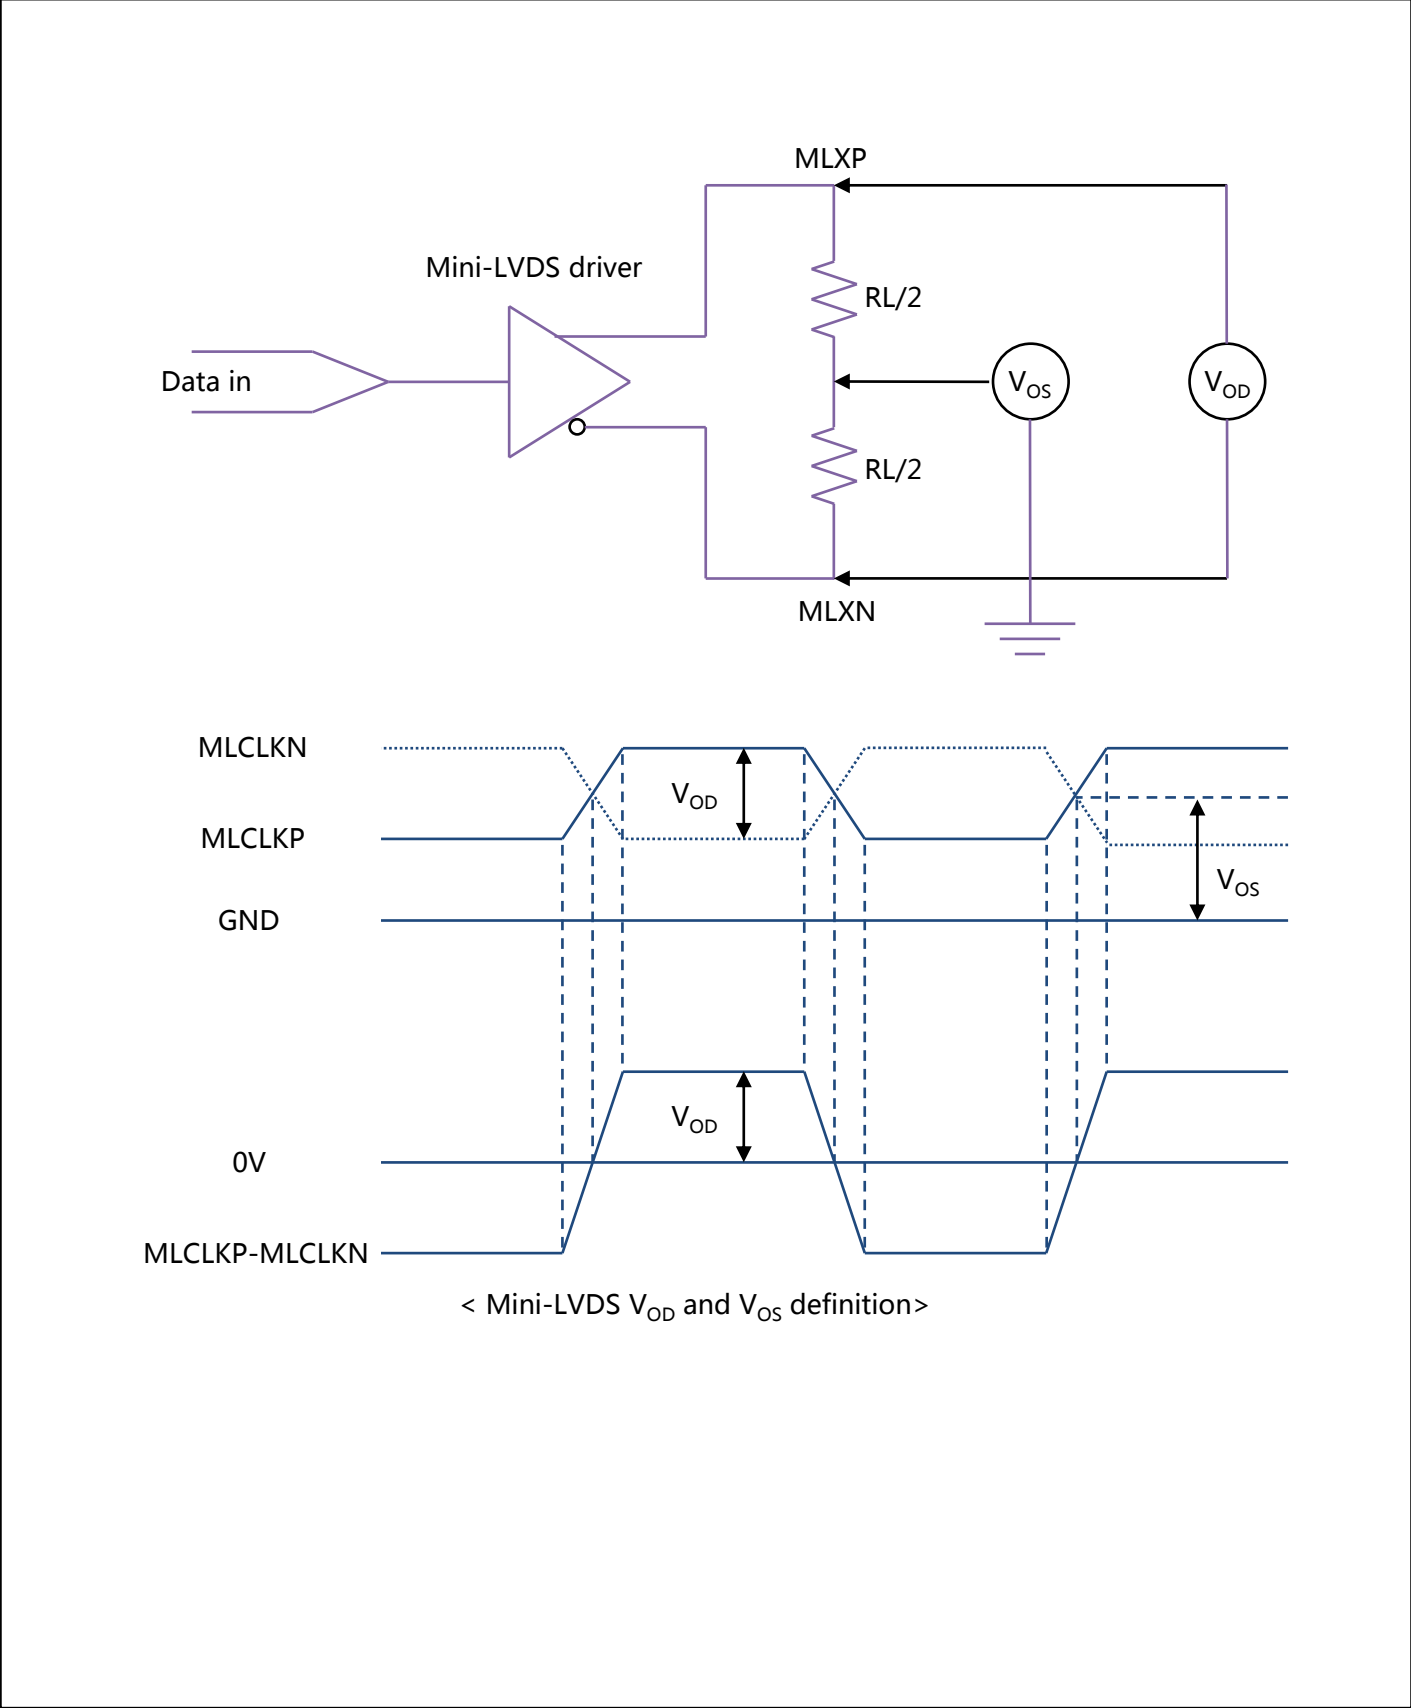 MLXP
Mini-LVDS driver
RL/2
Data in
VOS
VOD
RL/2
MLXN
MLCLKN
VOD
MLCLKP
VOS
GND
VOD
0V
MLCLKP-MLCLKN
< Mini-LVDS VOD and VOS definition>